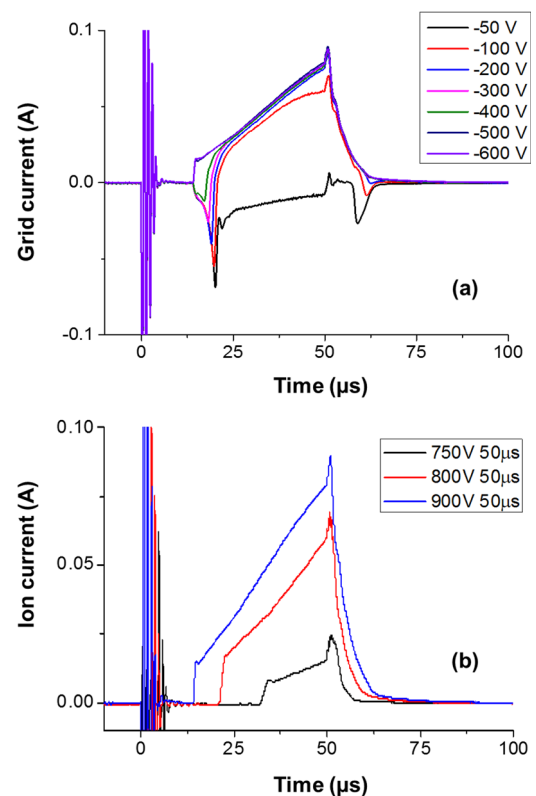 0.1
0.0
-0.1
Grid current (A)
-50 V
-100 V
-200 V
-300 V
-400 V
-500 V
-600 V
(a)
0
25
50
75
100
Time (µs)
0.10
0.05
0.00
Ion current (A)
750V 50µs
800V 50µs
900V 50µs
(b)
0
25
50
75
100
Time (µs)